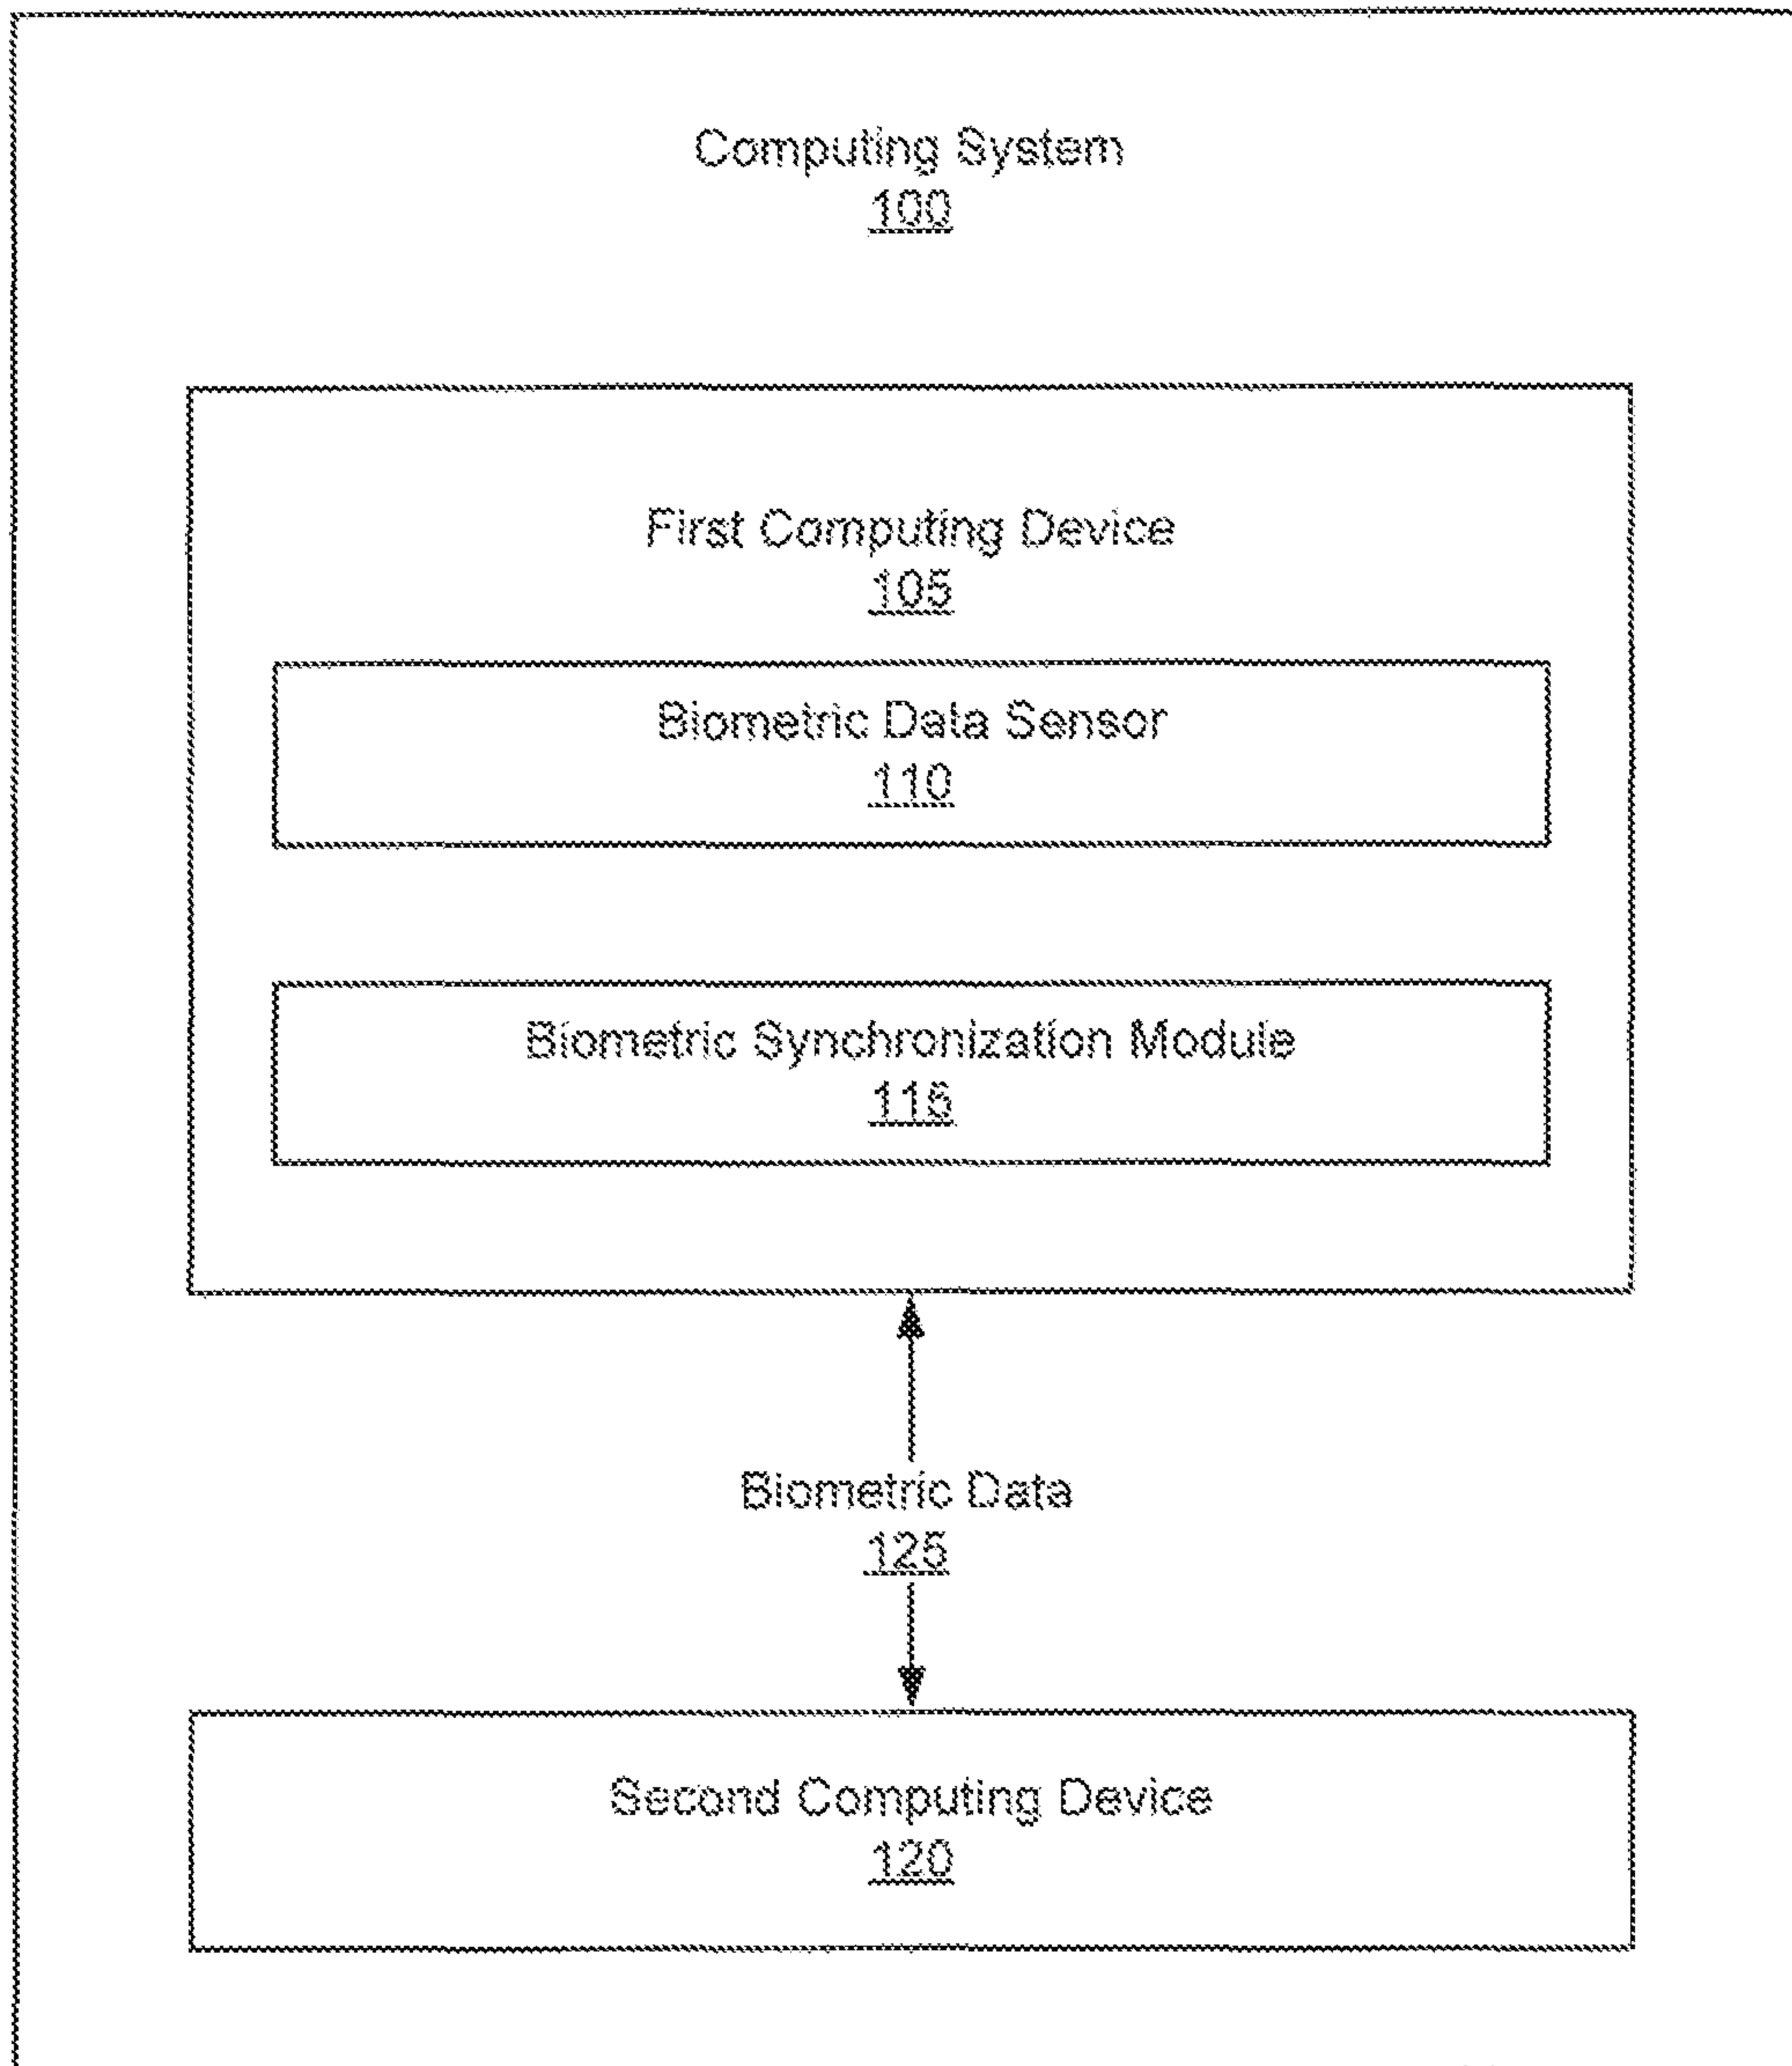 Computing System
100
First Computing Device
105
Biometric Data Sensor
110
Biometric Synchronization Module
115
Biometric Data
125
Second Computing Device
120